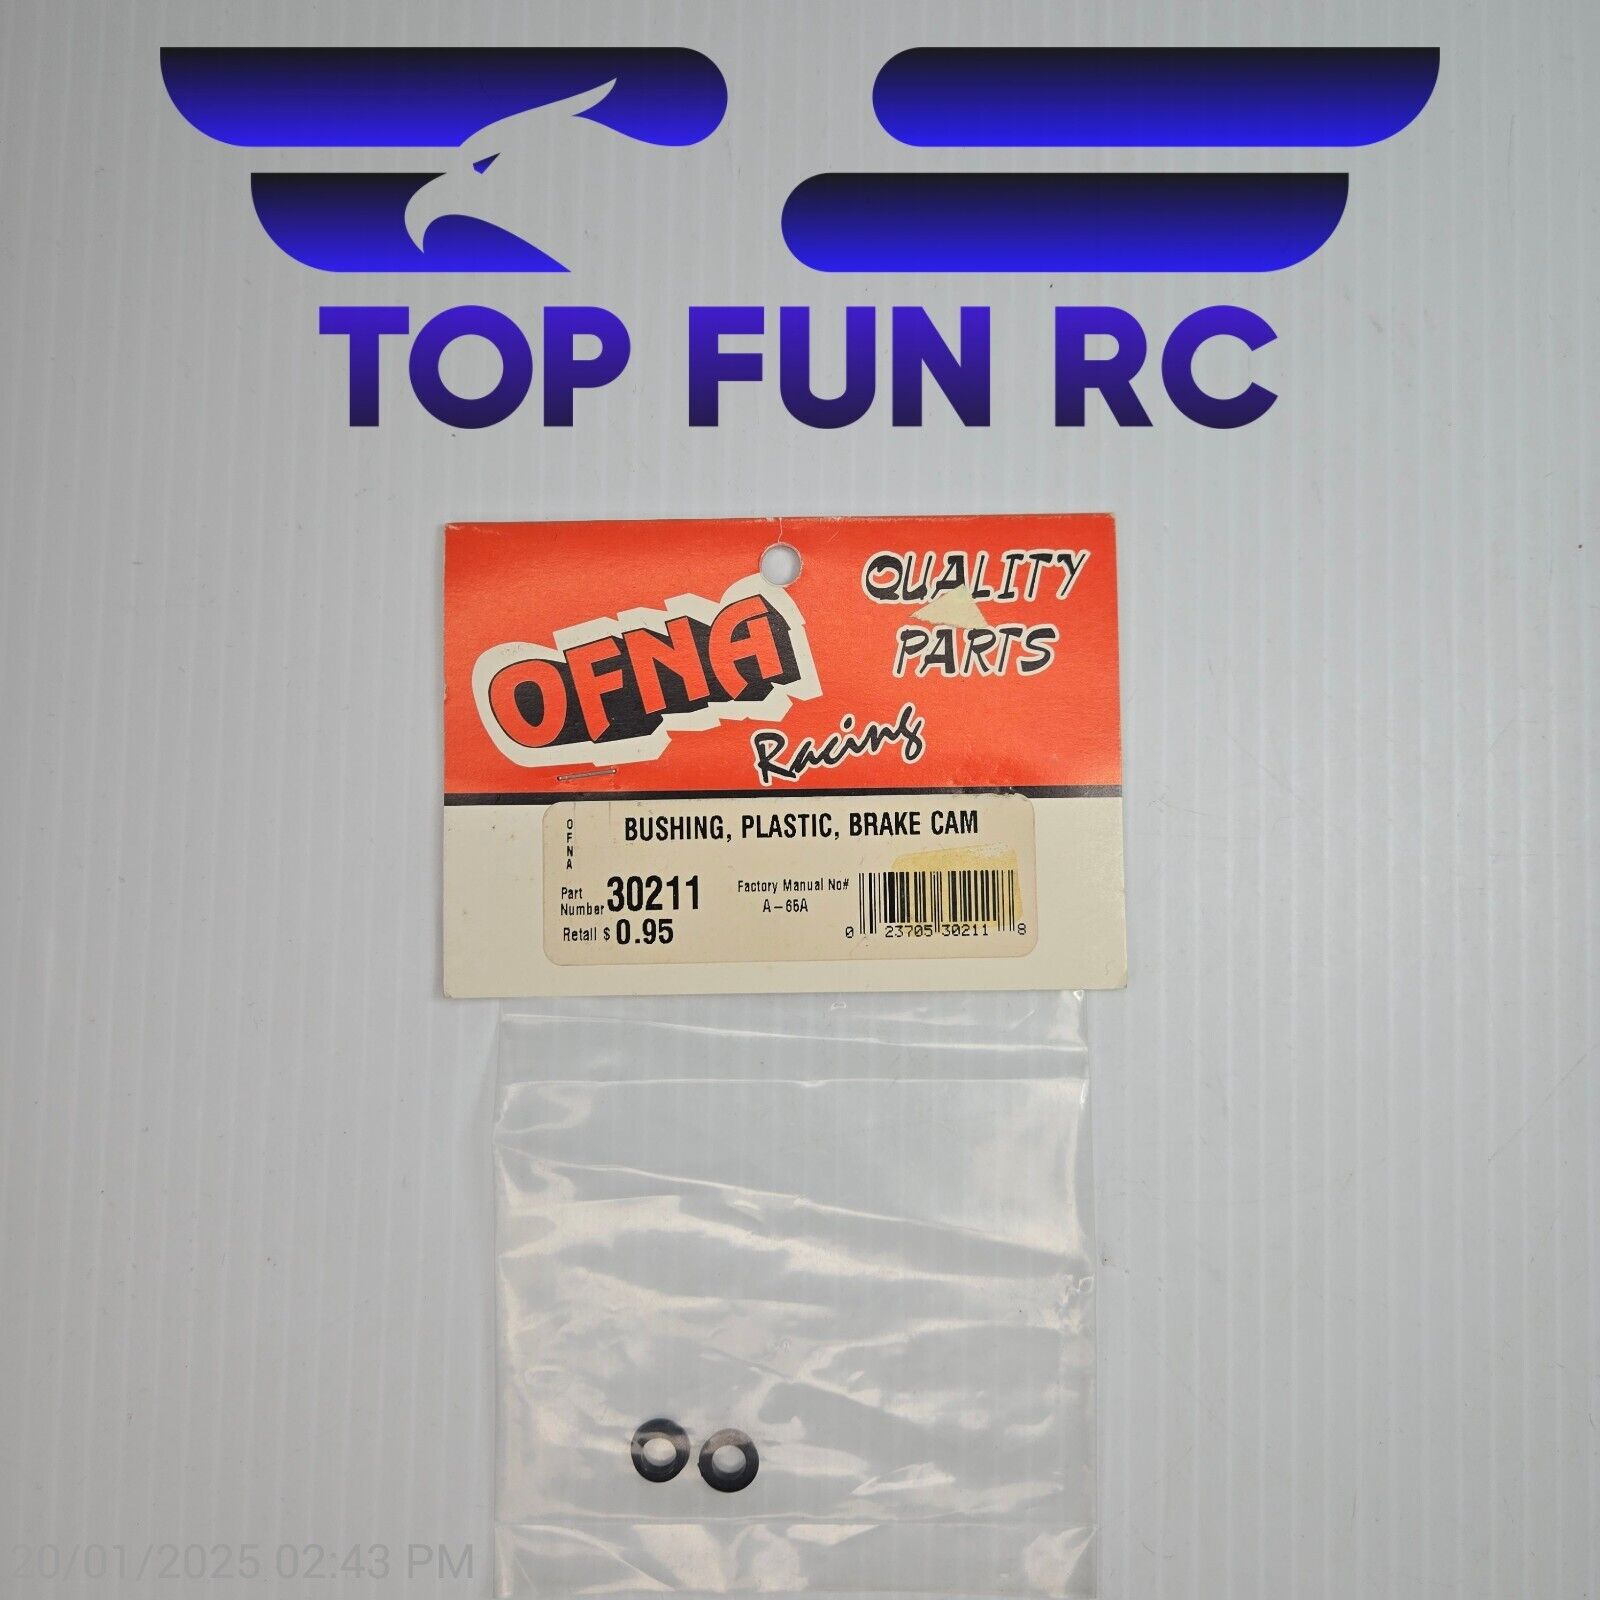 TOP FUN RC
OFNA
QUALITY
PARTS
Racing
OFNA
BUSHING, PLASTIC, BRAKE CAM
Part
Number 30211
Factory Manual No#
A-65A
Retail $ 0.95
0 23705 30211 8
20/01/2025 02:43 PM